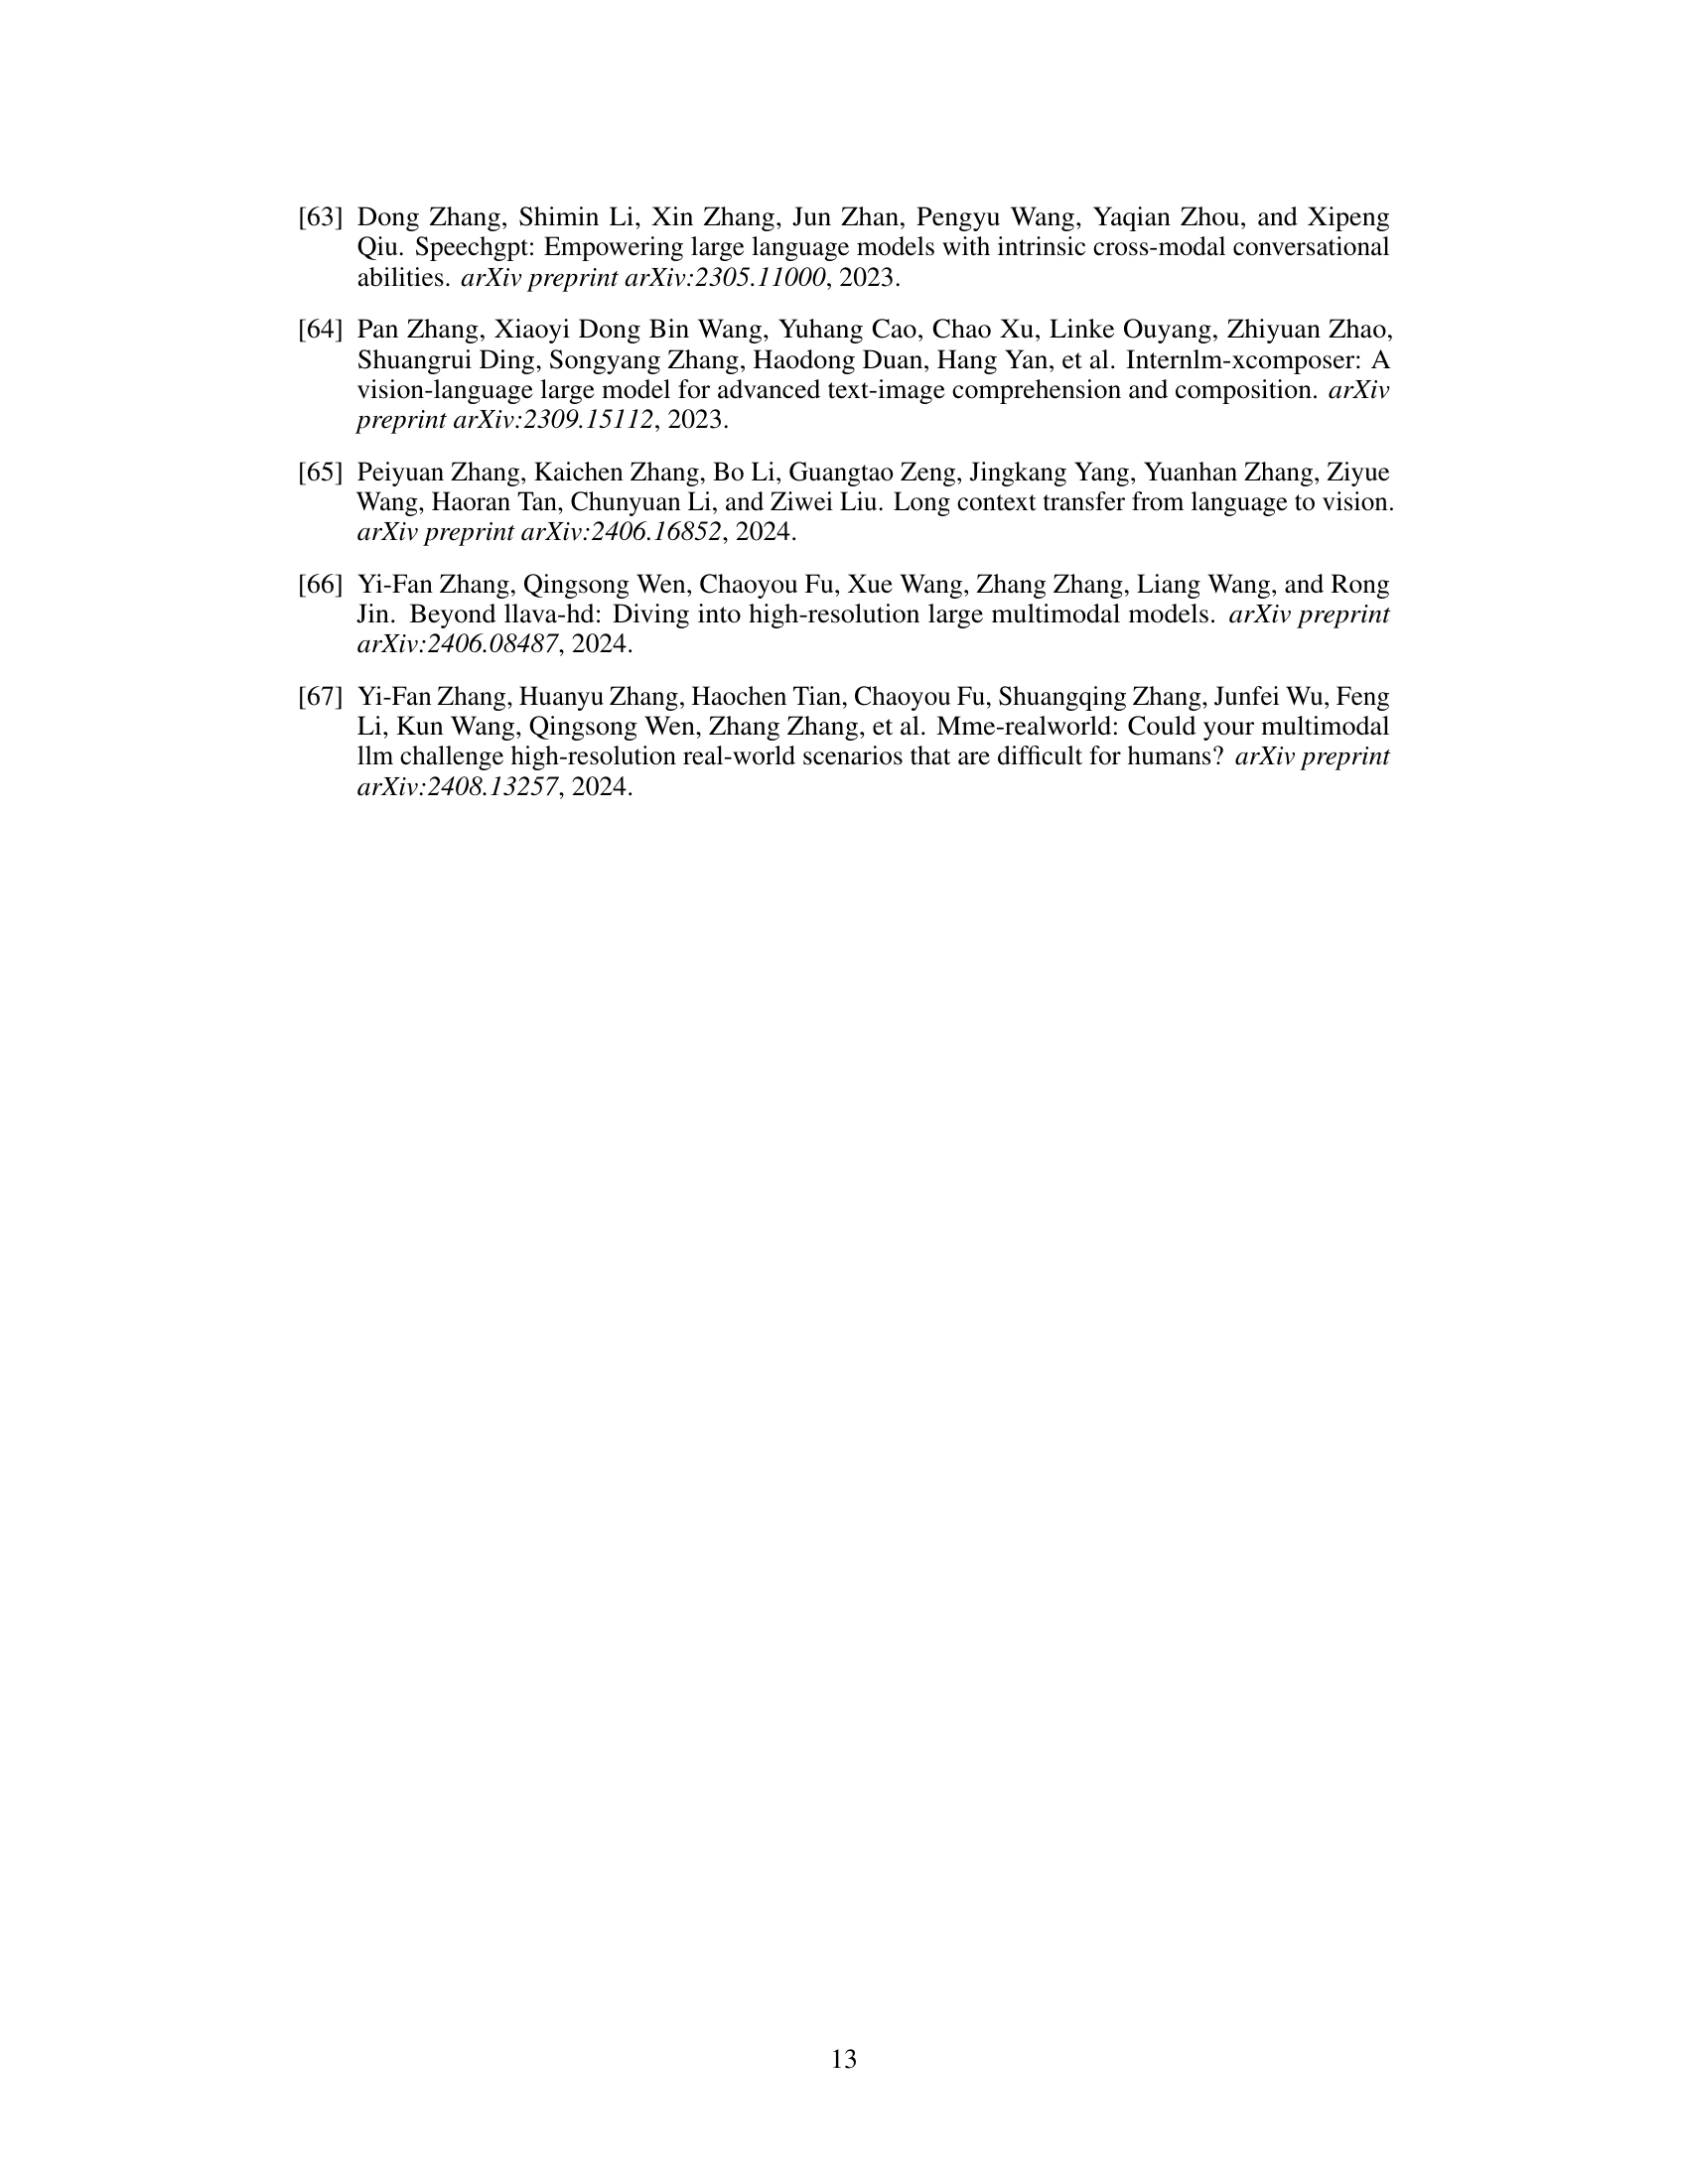 [63] Dong Zhang, Shimin Li, Xin Zhang, Jun Zhan, Pengyu Wang, Yaqian Zhou, and Xipeng
Qiu. Speechgpt: Empowering large language models with intrinsic cross-modal conversational
abilities. arXiv preprint arXiv:2305.11000, 2023.
[64] Pan Zhang, Xiaoyi Dong Bin Wang, Yuhang Cao, Chao Xu, Linke Ouyang, Zhiyuan Zhao,
Shuangrui Ding, Songyang Zhang, Haodong Duan, Hang Yan, et al. Internlm-xcomposer: A
vision-language large model for advanced text-image comprehension and composition. arXiv
preprint arXiv:2309.15112, 2023.
[65] Peiyuan Zhang, Kaichen Zhang, Bo Li, Guangtao Zeng, Jingkang Yang, Yuanhan Zhang, Ziyue
Wang, Haoran Tan, Chunyuan Li, and Ziwei Liu. Long context transfer from language to vision.
arXiv preprint arXiv:2406.16852, 2024.
[66] Yi-Fan Zhang, Qingsong Wen, Chaoyou Fu, Xue Wang, Zhang Zhang, Liang Wang, and Rong
Jin. Beyond llava-hd: Diving into high-resolution large multimodal models. arXiv preprint
arXiv:2406.08487, 2024.
[67] Yi-Fan Zhang, Huanyu Zhang, Haochen Tian, Chaoyou Fu, Shuangqing Zhang, Junfei Wu, Feng
Li, Kun Wang, Qingsong Wen, Zhang Zhang, et al. Mme-realworld: Could your multimodal
llm challenge high-resolution real-world scenarios that are difficult for humans? arXiv preprint
arXiv:2408.13257, 2024.
13